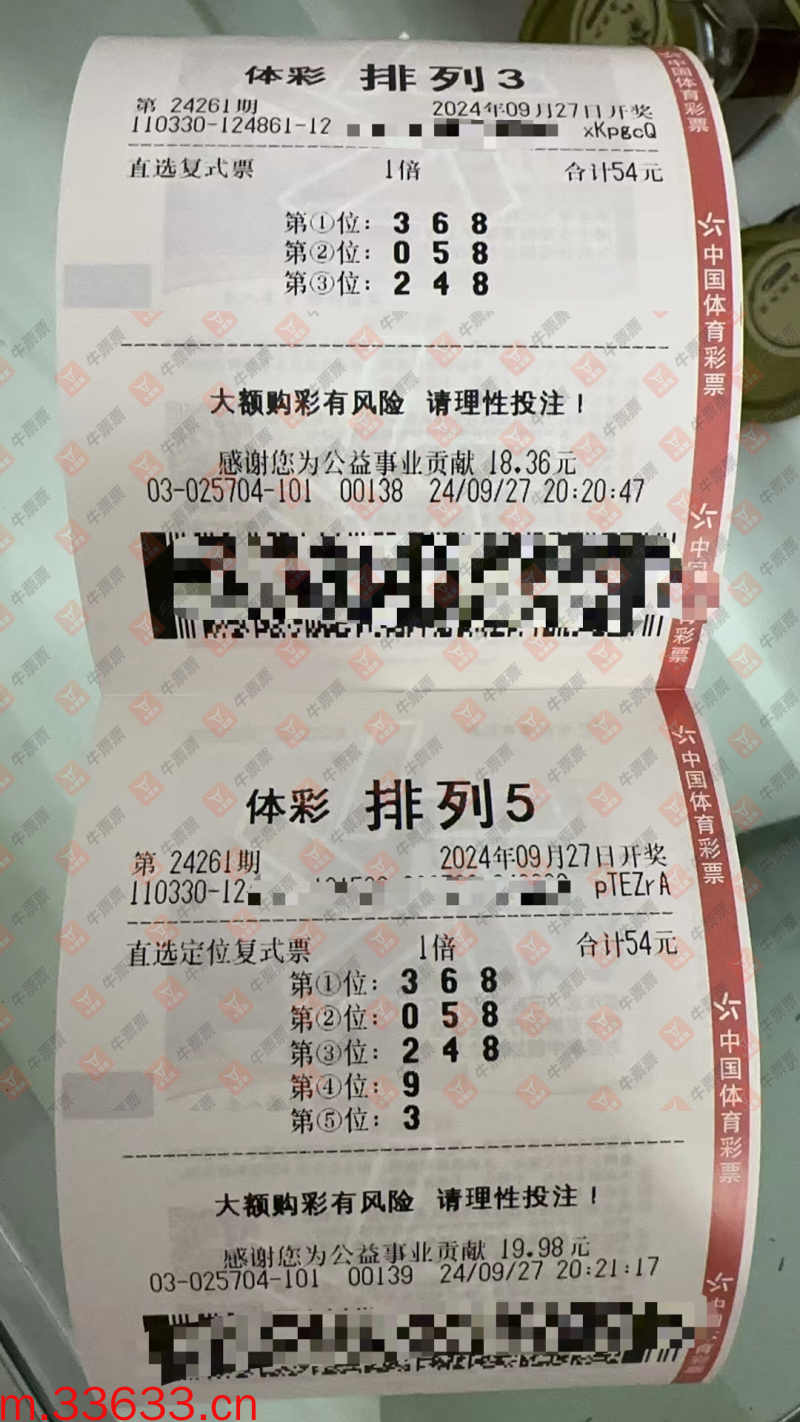 体彩 排列3
第 24261期 2024年09月27日开奖
110330-124861-12 xKpgcQ
直选复式票 1倍 合计54元
第①位: 3 6 8
第②位: 0 5 8
第③位: 2 4 8
大额购彩有风险 请理性投注!
感谢您为公益事业贡献 18.36元
03-025704-101 00138 24/09/27 20:20:47
中国体育彩票
中国体育彩票
体彩 排列5
第 24261期 2024年09月27日开奖
110330-12 pTEZrA
直选定位复式票 1倍 合计54元
第①位: 3 6 8
第②位: 0 5 8
第③位: 2 4 8
第④位: 9
第⑤位: 3
大额购彩有风险 请理性投注!
感谢您为公益事业贡献 19.98元
03-025704-101 00139 24/09/27 20:21:17
中国体育彩票
中国体育彩票
牛票票
m.33633.cn